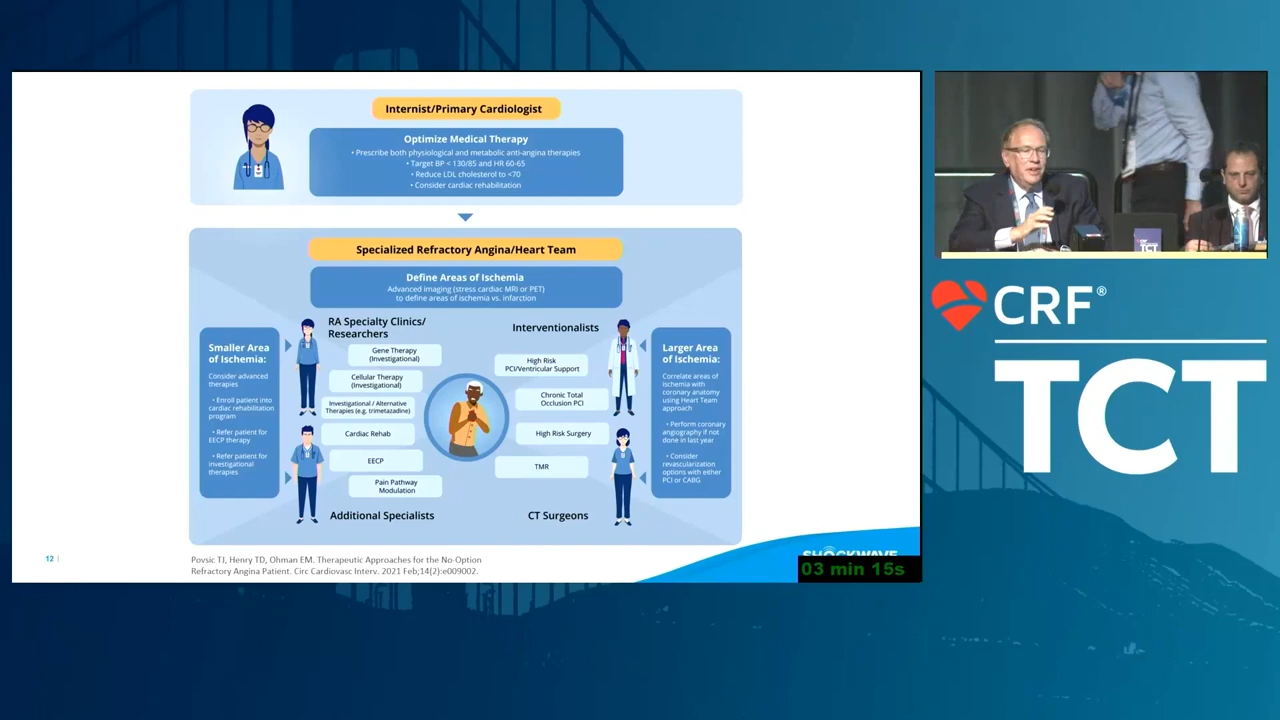 Internist/Primary Cardiologist
Optimize Medical Therapy
• Prescribe both physiological and metabolic anti-angina therapies
• Target BP < 130/85 and HR 60-65
• Reduce LDL cholesterol to <70
• Consider cardiac rehabilitation
Specialized Refractory Angina/Heart Team
Define Areas of Ischemia
Advanced imaging (stress cardiac MRI or PET)
to define areas of ischemia vs. infarction
Smaller Area
of Ischemia:
Consider advanced
therapies
• Enroll patient into
cardiac rehabilitation
program
• Refer patient for
EECP therapy
• Refer patient for
investigational
therapies
RA Specialty Clinics/
Researchers
Gene Therapy
(Investigational)
Cellular Therapy
(Investigational)
Investigational / Alternative
Therapies (e.g. trimetazadine)
Cardiac Rehab
EECP
Pain Pathway
Modulation
Additional Specialists
Interventionalists
High Risk
PCI/Ventricular Support
Chronic Total
Occlusion PCI
High Risk Surgery
TMR
CT Surgeons
Larger Area
of Ischemia:
Correlate areas of
ischemia with
coronary anatomy
using Heart Team
approach
• Perform coronary
angiography if not
done in last year
• Consider
revascularization
options with either
PCI or CABG
12 |
Povsic TJ, Henry TD, Ohman EM. Therapeutic Approaches for the No-Option
Refractory Angina Patient. Circ Cardiovasc Interv. 2021 Feb;14(2):e009002.
SHOCKWAVE
03 min 15s
TCT
CRF®
TCT